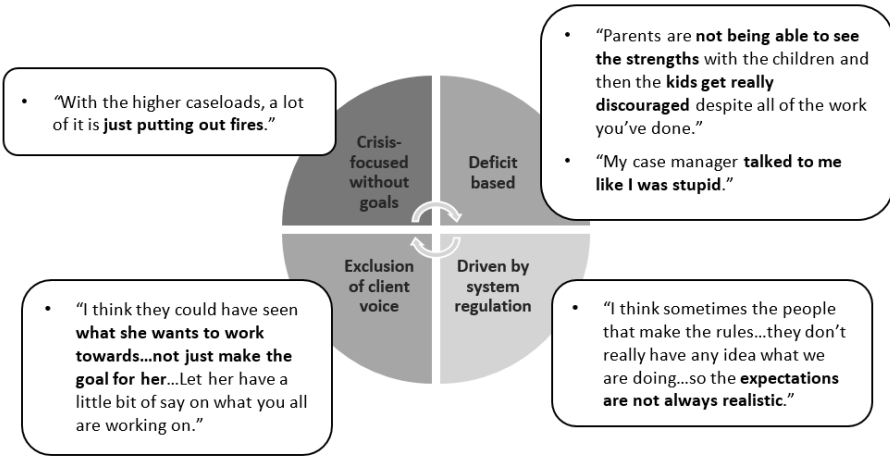 • “With the higher caseloads, a lot
of it is just putting out fires.”
• “Parents are not being able to see
the strengths with the children and
then the kids get really
discouraged despite all of the work
you’ve done.”
• “My case manager talked to me
like I was stupid.”
Crisis-
focused
without
goals
Deficit
based
Exclusion
of client
voice
Driven by
system
regulation
• “I think they could have seen
what she wants to work
towards…not just make the
goal for her…Let her have a
little bit of say on what you all
are working on.”
• “I think sometimes the people
that make the rules…they don’t
really have any idea what we
are doing…so the expectations
are not always realistic.”